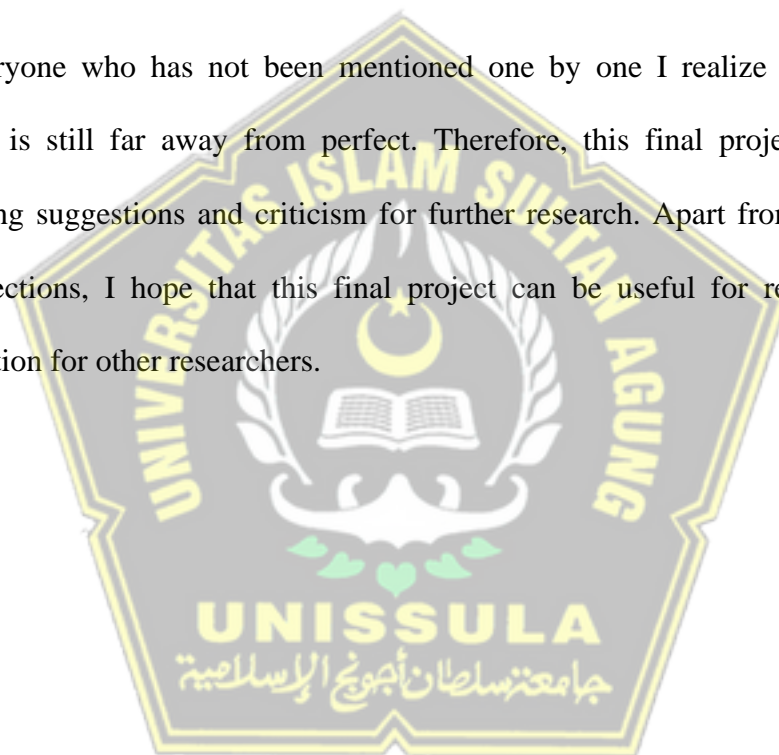 ryone who has not been mentioned one by one I realize
is still far away from perfect. Therefore, this final proje
ng suggestions and criticism for further research. Apart from
ections, I hope that this final project can be useful for re
tion for other researchers.
UNIVERSITAS ISLAM SULTAN AGUNG
UNISSULA
جامعة سلطان أجونج الإسلامية